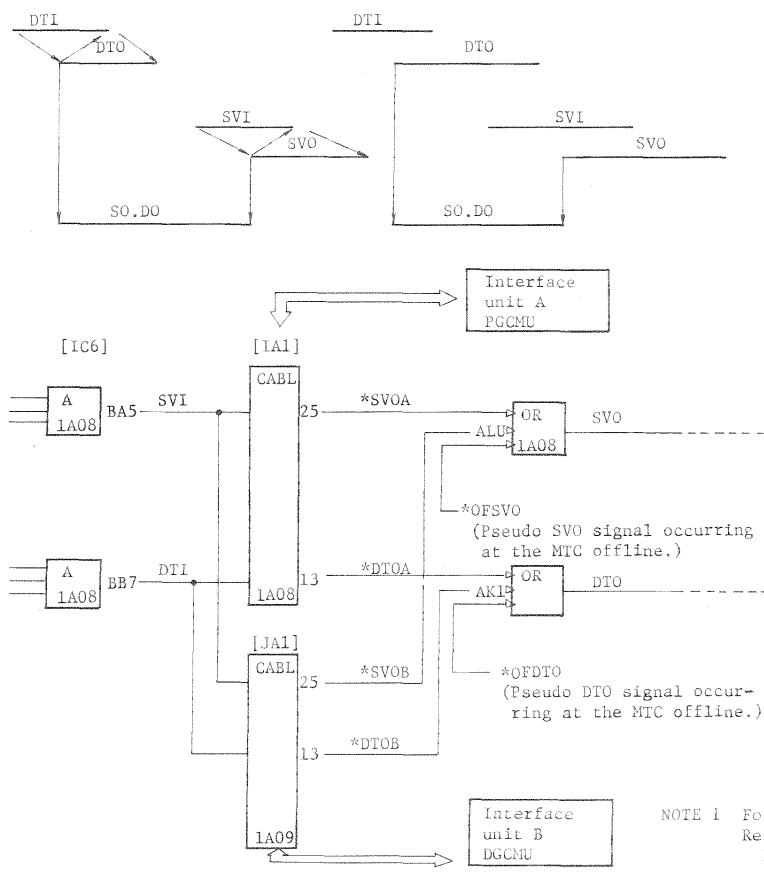 DTI
DTO
SVI
SVO
SO.DO
DTI
DTO
SVI
SVO
SO.DO
Interface
unit A
PGCMU
[IC6]
[IA1]
A
1A08
BA5
SVI
CABL
25
*SVOA
OR
1A08
ALU
SVO
*OFSVO
(Pseudo SVO signal occurring
at the MTC offline.)
A
1A08
BB7
DTI
1A08
13
*DTOA
OR
AK1
DTO
[JA1]
CABL
25
*SVOB
*OFDTO
(Pseudo DTO signal occur-
ring at the MTC offline.)
13
*DTOB
1A09
Interface
unit B
DGCMU
NOTE 1 Fo
Re